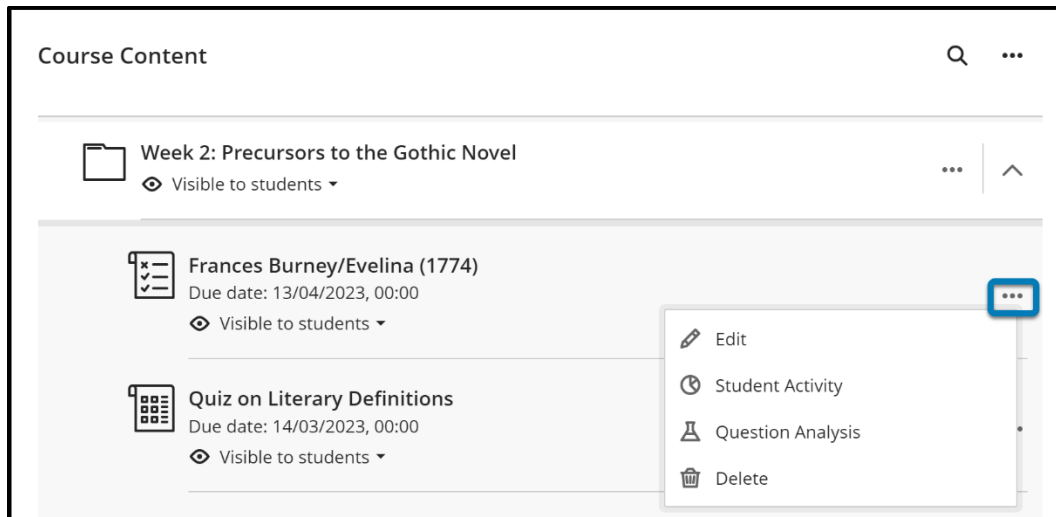 Course Content
Week 2: Precursors to the Gothic Novel
Visible to students
Frances Burney/Evelina (1774)
Due date: 13/04/2023, 00:00
Visible to students
Edit
Student Activity
Quiz on Literary Definitions
Due date: 14/03/2023, 00:00
Question Analysis
Visible to students
Delete